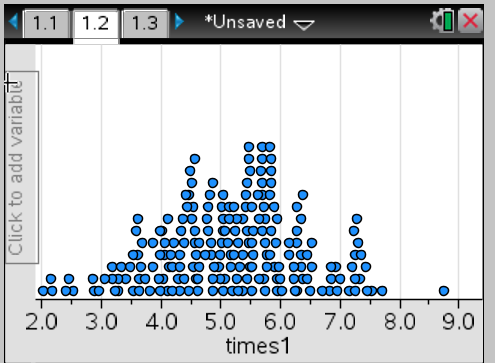 1.1 1.2 1.3 *Unsaved
Click to add variable
2.0 3.0 4.0 5.0 6.0 7.0 8.0 9.0
times1